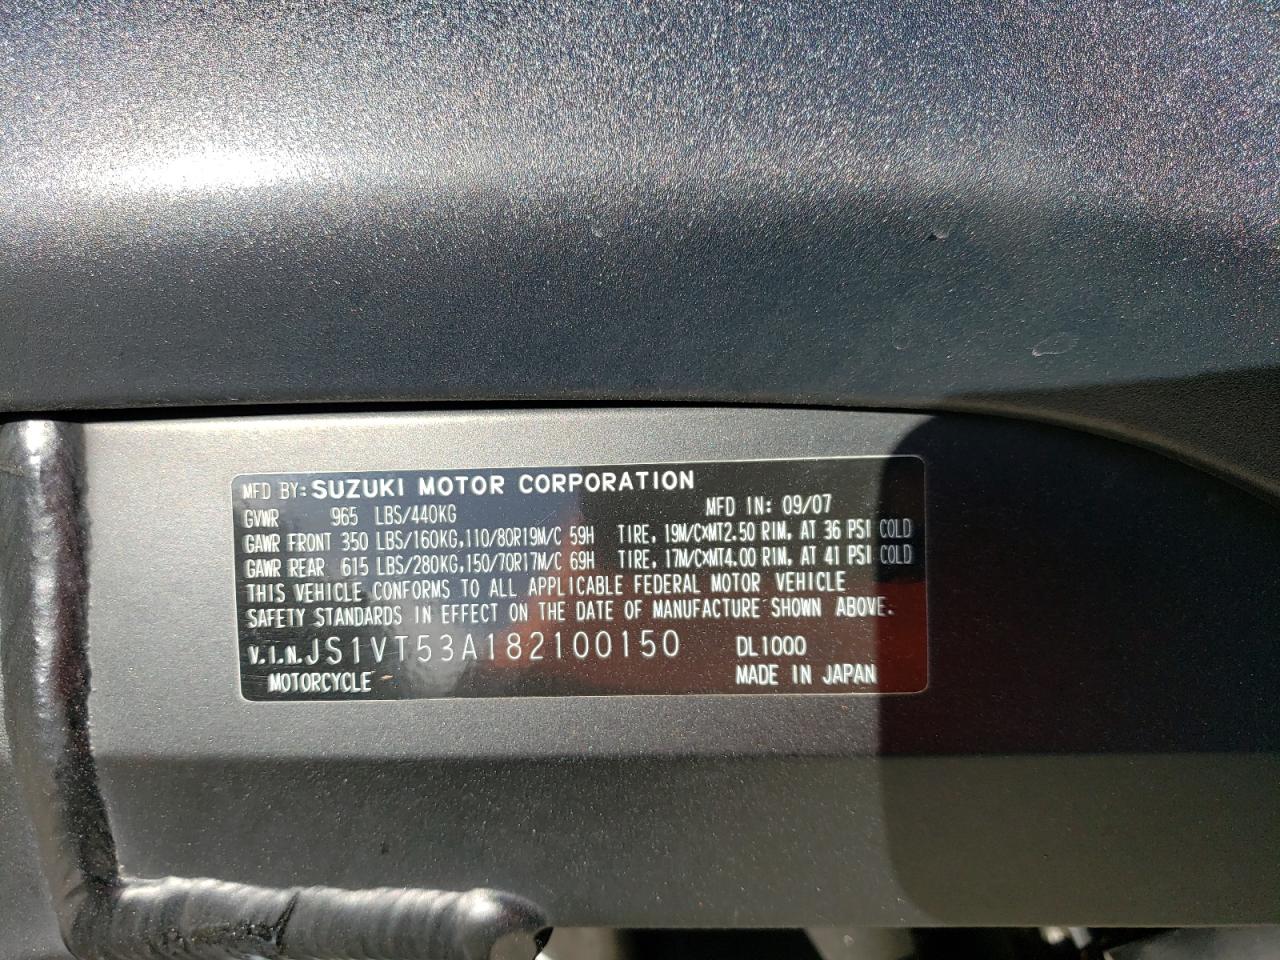 MFD BY: SUZUKI MOTOR CORPORATION
GVWR 965 LBS/440KG MFD IN: 09/07
GAWR FRONT 350 LBS/160KG,110/80R19M/C 59H TIRE, 19M/C×MT2.50 RIM, AT 36 PSI COLD
GAWR REAR 615 LBS/280KG,150/70R17M/C 69H TIRE, 17M/C×MT4.00 RIM, AT 41 PSI COLD
THIS VEHICLE CONFORMS TO ALL APPLICABLE FEDERAL MOTOR VEHICLE
SAFETY STANDARDS IN EFFECT ON THE DATE OF MANUFACTURE SHOWN ABOVE.
V.I.N. JS1VT53A182100150 DL1000
MOTORCYCLE MADE IN JAPAN